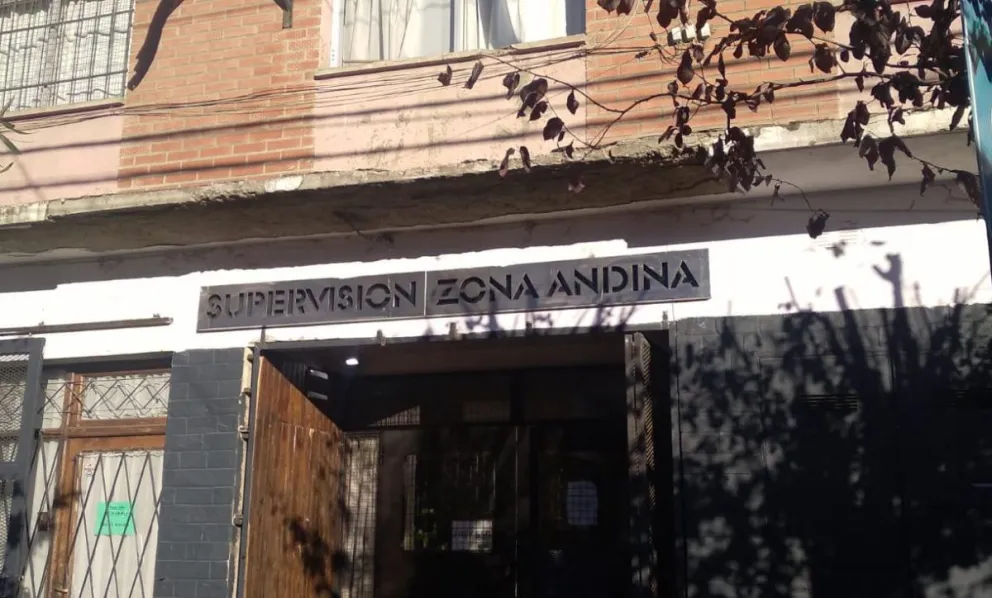 SUPERVISION ZONA ANDINA